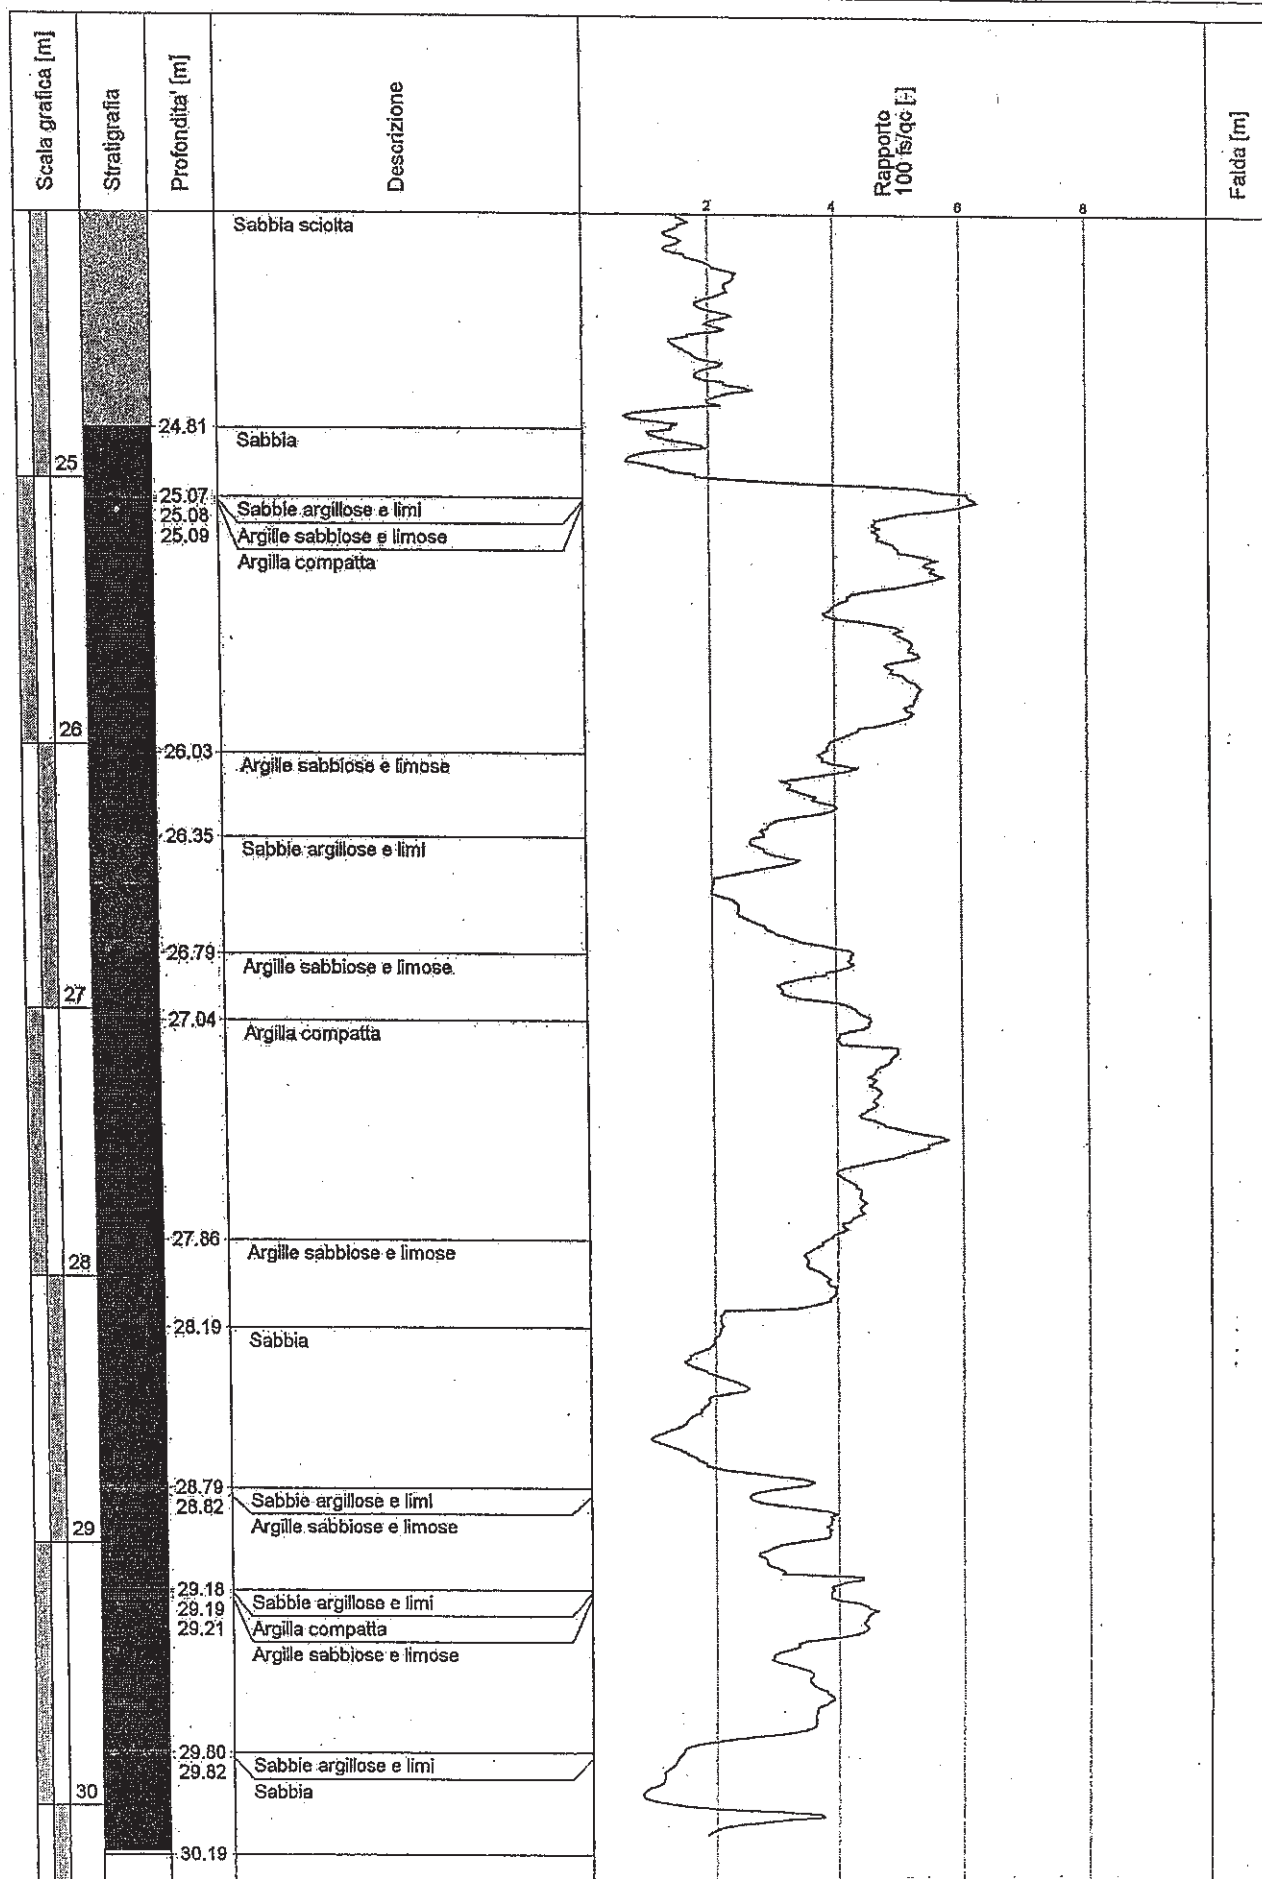 Scala grafica [m]
Stratigrafia
Profondita' [m]
Descrizione
Rapporto
100 fs/qc [-]
Falda [m]
2 4 6 8
Sabbia sciolta
24.81
Sabbia
25
25.07
Sabbie argillose e limi
25.08
Argille sabbiose e limose
25.09
Argilla compatta
26
26.03
Argille sabbiose e limose
26.35
Sabbie argillose e limi
26.79
Argille sabbiose e limose
27
27.04
Argilla compatta
27.86
Argille sabbiose e limose
28
28.19
Sabbia
28.79
Sabbie argillose e limi
28.82
Argille sabbiose e limose
29
29.18
Sabbie argillose e limi
29.19
Argilla compatta
29.21
Argille sabbiose e limose
29.80
Sabbie argillose e limi
29.82
Sabbia
30
30.19